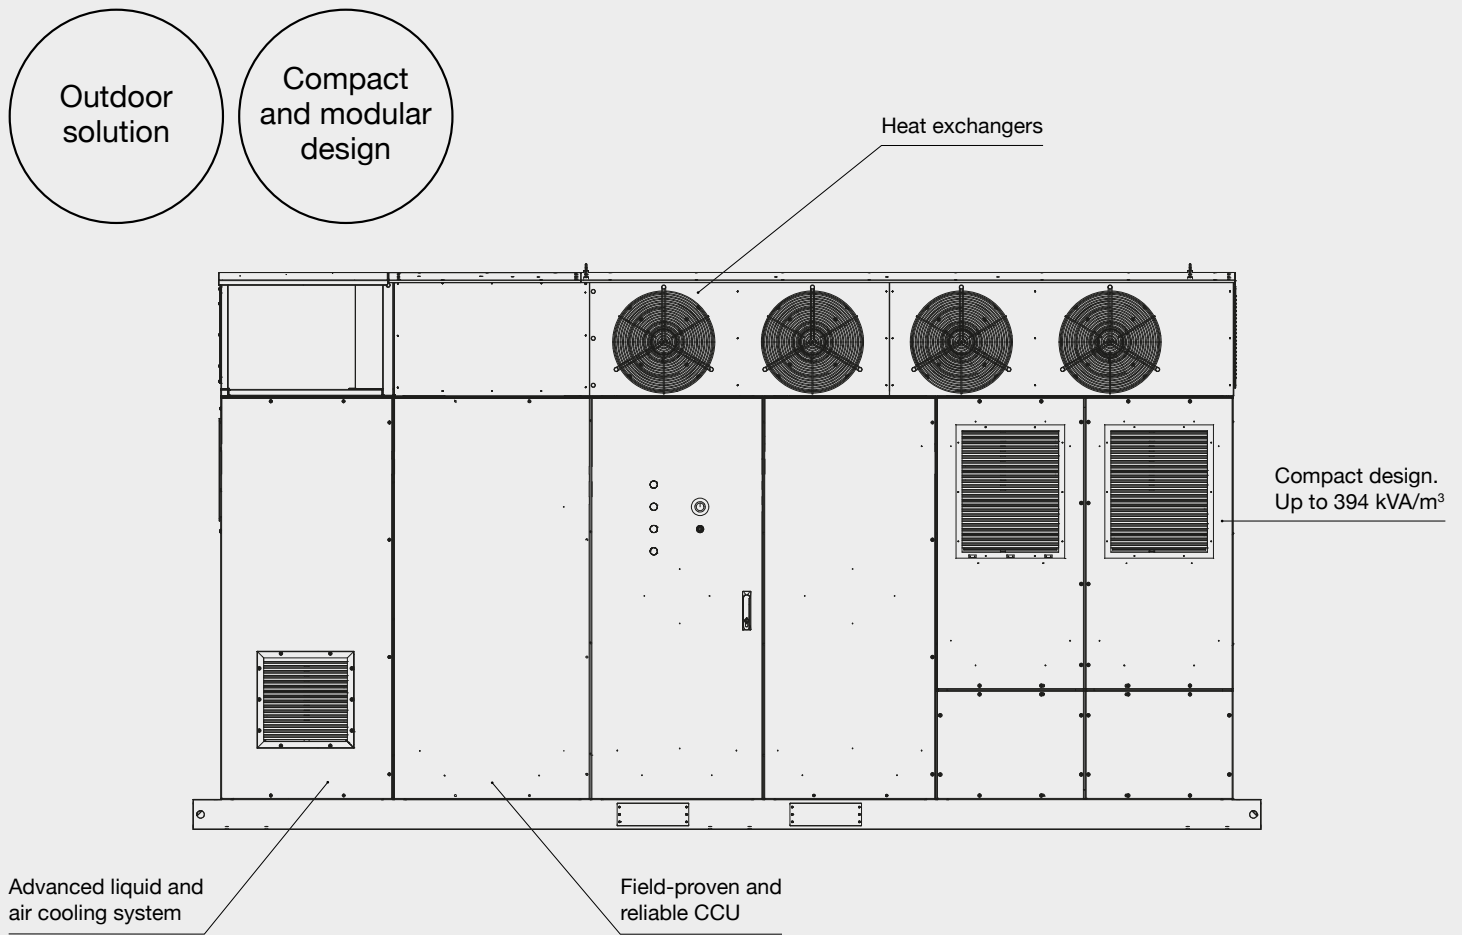 Outdoor
solution
Compact
and modular
design
Heat exchangers
Compact design.
Up to 394 kVA/m³
Advanced liquid and
air cooling system
Field-proven and
reliable CCU